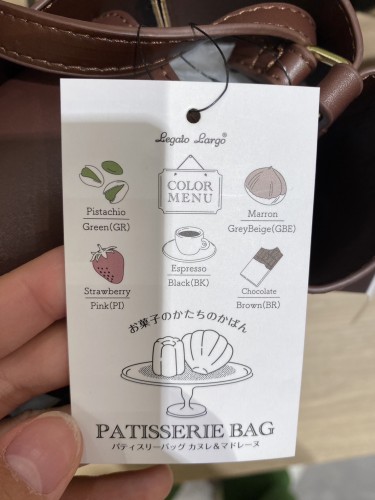 Legato Largo®
COLOR
MENU
Pistachio
Green(GR)
Marron
GreyBeige(GBE)
Espresso
Black(BK)
Strawberry
Pink(PI)
Chocolate
Brown(BR)
お菓子のかたちのかばん
PATISSERIE BAG
パティスリーバッグ カヌレ&マドレーヌ